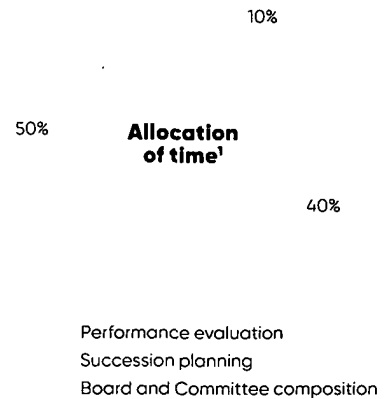 10%
50%
Allocation
of time¹
40%
Performance evaluation
Succession planning
Board and Committee composition